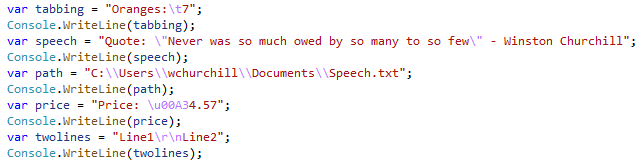 var tabbing = "Oranges:\t7";
Console.WriteLine(tabbing);
var speech = "Quote: \"Never was so much owed by so many to so few\" - Winston Churchill";
Console.WriteLine(speech);
var path = "C:\\Users\\wchurchill\\Documents\\Speech.txt";
Console.WriteLine(path);
var price = "Price: \u00A34.57";
Console.WriteLine(price);
var twolines = "Line1\r\nLine2";
Console.WriteLine(twolines);